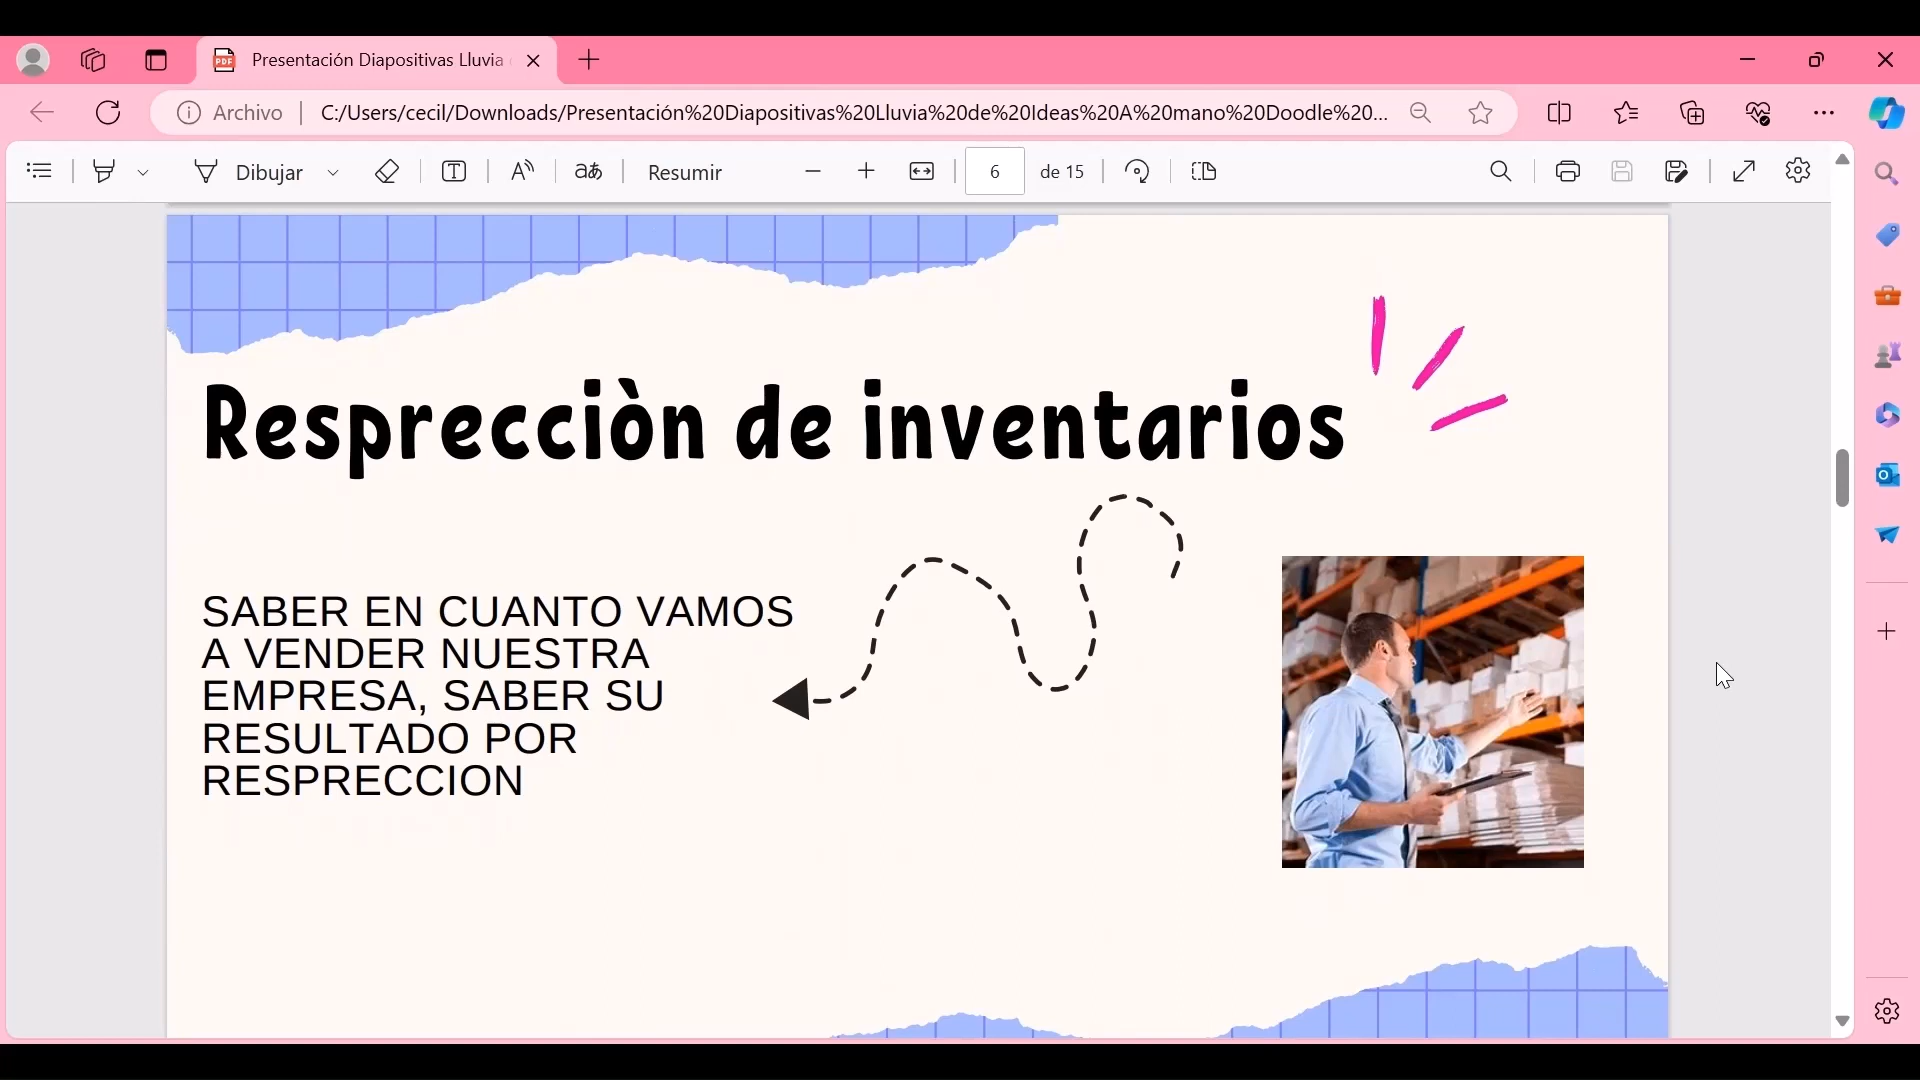 Presentación Diapositivas Lluvia
Archivo
C:/Users/cecil/Downloads/Presentación%20Diapositivas%20Lluvia%20de%20Ideas%20A%20mano%20Doodle%20...
Dibujar
Resumir
6
de 15
Resprecciòn de inventarios
SABER EN CUANTO VAMOS
A VENDER NUESTRA
EMPRESA, SABER SU
RESULTADO POR
RESPRECCION